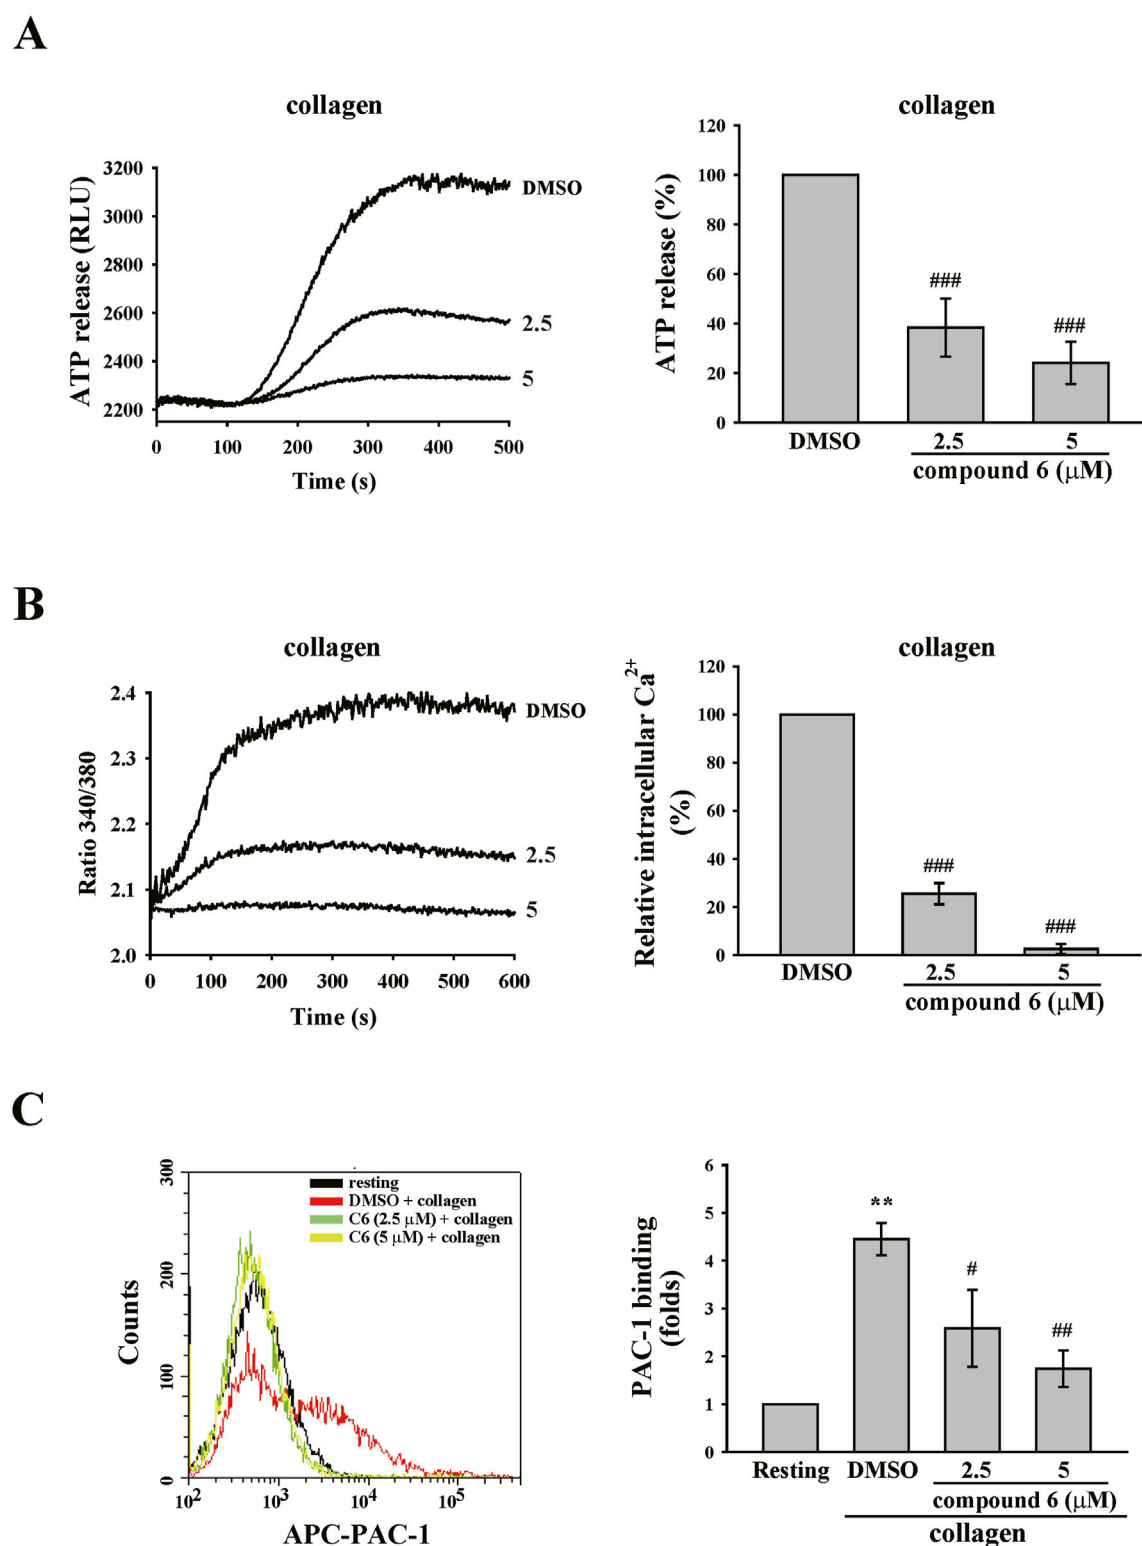 A
collagen
ATP release (RLU)
3200
3000
2800
2600
2400
2200
DMSO
2.5
5
0 100 200 300 400 500
Time (s)
collagen
ATP release (%)
120
100
80
60
40
20
0
###
###
DMSO 2.5 5
compound 6 (μM)
B
collagen
Ratio 340/380
2.4
2.3
2.2
2.1
2.0
DMSO
2.5
5
0 100 200 300 400 500 600
Time (s)
collagen
Relative intracellular Ca²⁺
(%)
120
100
80
60
40
20
0
###
###
DMSO 2.5 5
compound 6 (μM)
C
Counts
300
200
100
0
resting
DMSO + collagen
C6 (2.5 μM) + collagen
C6 (5 μM) + collagen
10² 10³ 10⁴ 10⁵
APC-PAC-1
PAC-1 binding
(folds)
6
5
4
3
2
1
0
**
#
##
Resting DMSO 2.5 5
compound 6 (μM)
collagen